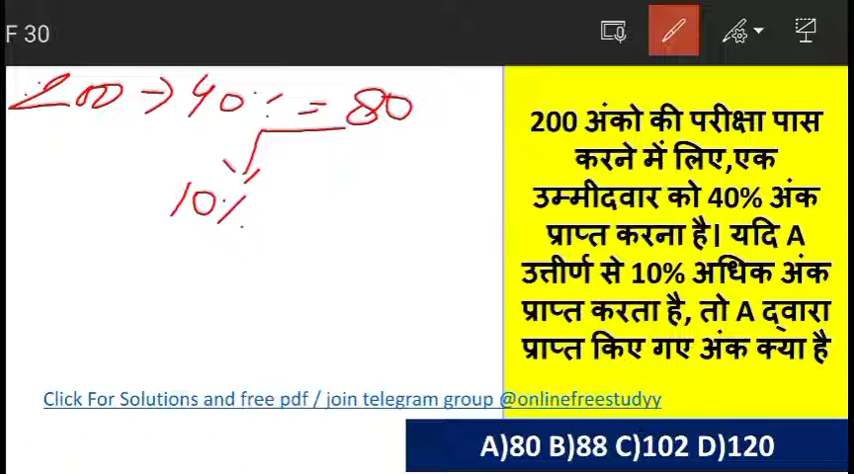 F 30
200 → 40% = 80
10%
200 अंको की परीक्षा पास
करने में लिए,एक
उम्मीदवार को 40% अंक
प्राप्त करना है। यदि A
उत्तीर्ण से 10% अधिक अंक
प्राप्त करता है, तो A द्वारा
प्राप्त किए गए अंक क्या है
Click For Solutions and free pdf / join telegram group @onlinefreestudyy
A)80 B)88 C)102 D)120